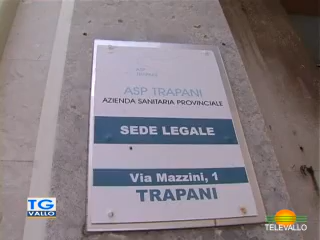 ASP TRAPANI
AZIENDA SANITARIA PROVINCIALE
SEDE LEGALE
Via Mazzini, 1
TRAPANI
TG
VALLO
TELEVALLO